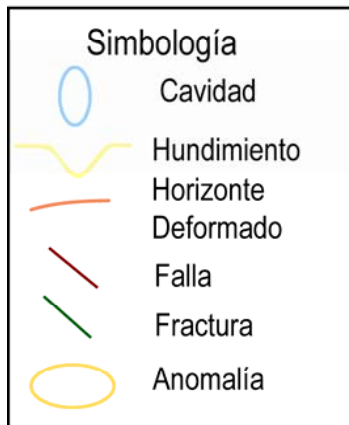 Simbología
Cavidad
Hundimiento
Horizonte
Deformado
Falla
Fractura
Anomalía